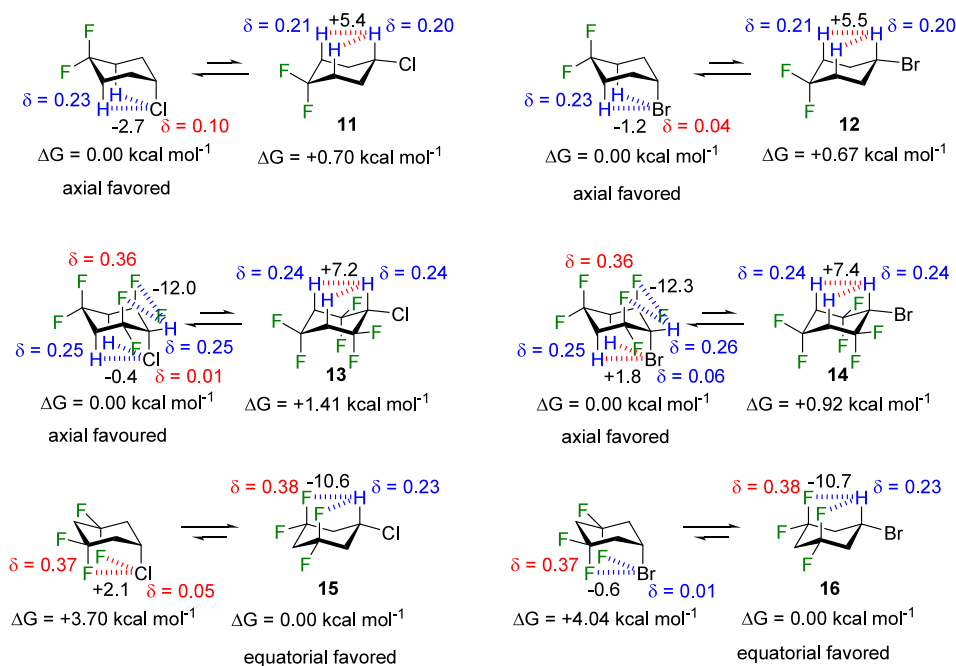 F F H H +5.4 H
δ = 0.21 δ = 0.20
Cl
H H Cl
δ = 0.23
F F
-2.7 δ = 0.10 11
ΔG = 0.00 kcal mol⁻¹ ΔG = +0.70 kcal mol⁻¹
axial favored
F F H H +5.5 H
δ = 0.21 δ = 0.20
Br
H H Br
δ = 0.23
F F
-1.2 δ = 0.04 12
ΔG = 0.00 kcal mol⁻¹ ΔG = +0.67 kcal mol⁻¹
axial favored
δ = 0.36
F F F -12.0
F F H
δ = 0.25 H H F Cl δ = 0.25
-0.4 δ = 0.01
δ = 0.24 +7.2 δ = 0.24
H H H
F Cl
F F F F F
13
ΔG = 0.00 kcal mol⁻¹ ΔG = +1.41 kcal mol⁻¹
axial favoured
δ = 0.36
F F F -12.3
F F H
δ = 0.25 H H F Br δ = 0.26
+1.8 δ = 0.06
δ = 0.24 +7.4 δ = 0.24
H H H
F Br
F F F F F
14
ΔG = 0.00 kcal mol⁻¹ ΔG = +0.92 kcal mol⁻¹
axial favored
F F F F
δ = 0.37 Cl
+2.1 δ = 0.05
δ = 0.38 -10.6 δ = 0.23
F F H
F F Cl
15
ΔG = +3.70 kcal mol⁻¹ ΔG = 0.00 kcal mol⁻¹
equatorial favored
F F F F
δ = 0.37 Br
-0.6 δ = 0.01
δ = 0.38 -10.7 δ = 0.23
F F H
F F Br
16
ΔG = +4.04 kcal mol⁻¹ ΔG = 0.00 kcal mol⁻¹
equatorial favored